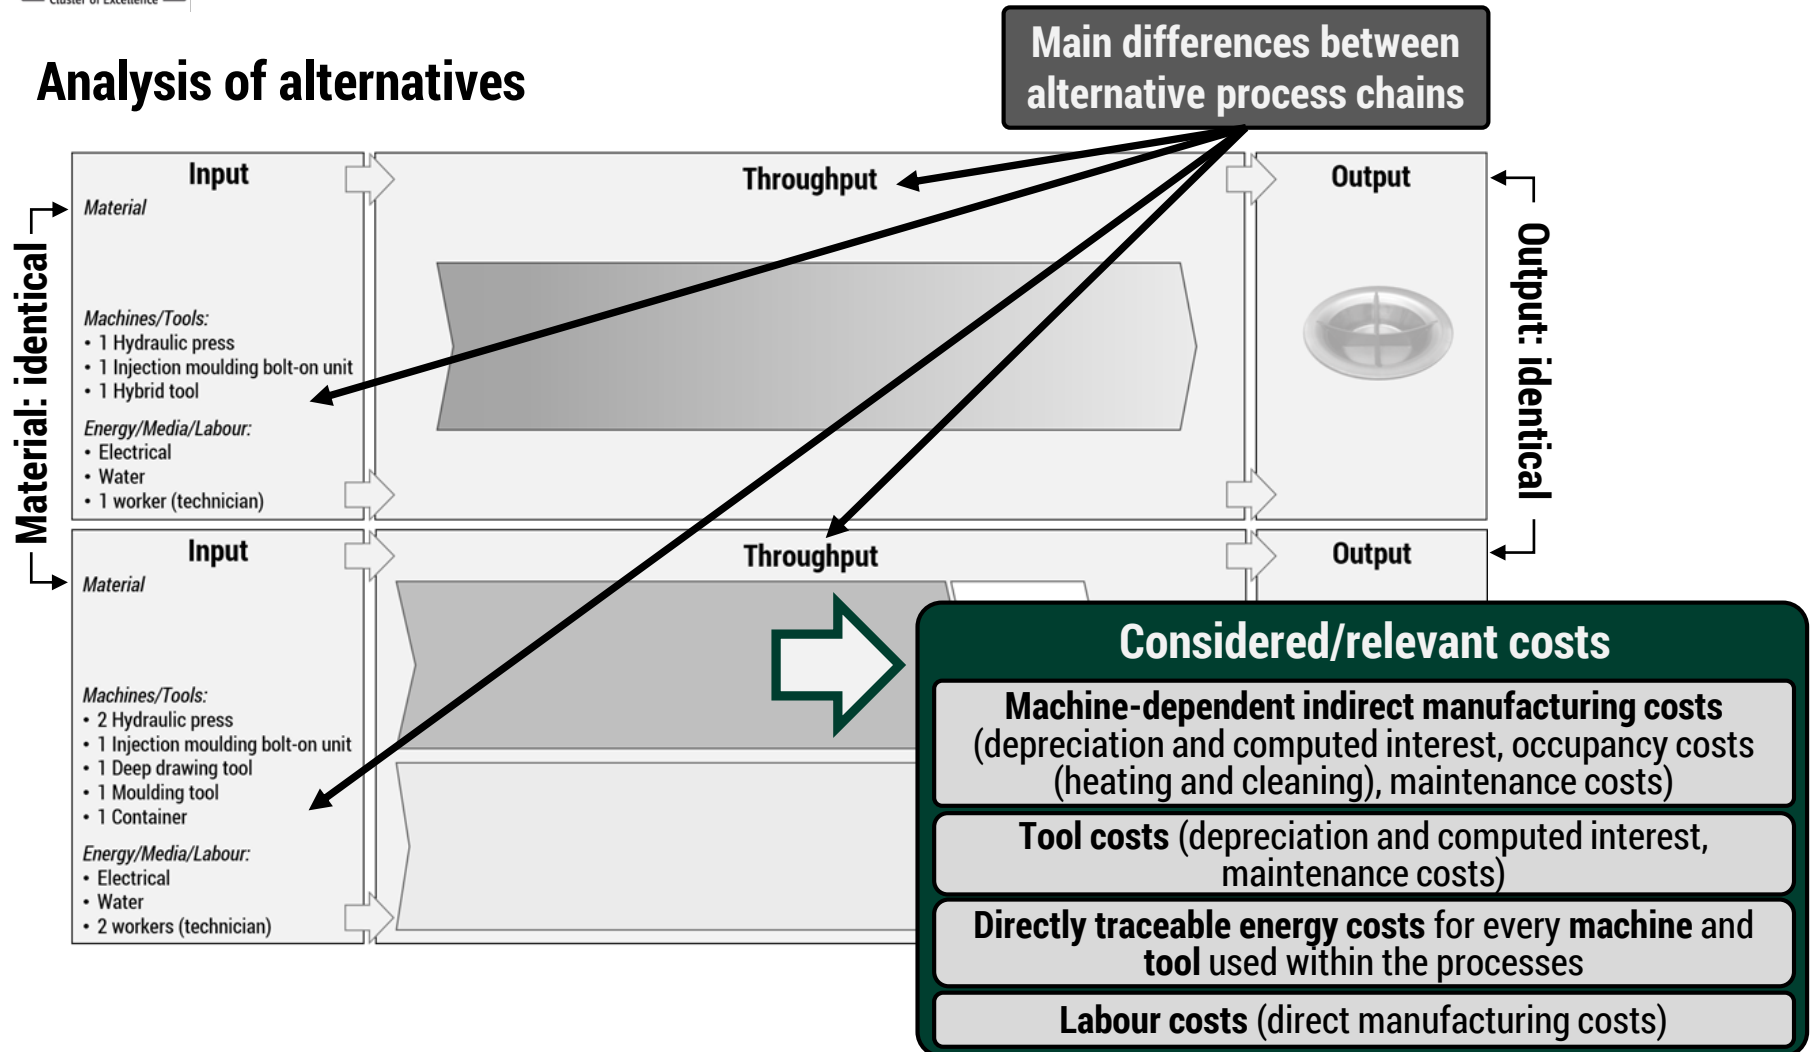 Cluster of Excellence
Analysis of alternatives
Main differences between
alternative process chains
Material: identical
Input
Material
Machines/Tools:
• 1 Hydraulic press
• 1 Injection moulding bolt-on unit
• 1 Hybrid tool
Energy/Media/Labour:
• Electrical
• Water
• 1 worker (technician)
Throughput
Output
Output: identical
Input
Material
Machines/Tools:
• 2 Hydraulic press
• 1 Injection moulding bolt-on unit
• 1 Deep drawing tool
• 1 Moulding tool
• 1 Container
Energy/Media/Labour:
• Electrical
• Water
• 2 workers (technician)
Throughput
Output
Considered/relevant costs
Machine-dependent indirect manufacturing costs
(depreciation and computed interest, occupancy costs
(heating and cleaning), maintenance costs)
Tool costs (depreciation and computed interest,
maintenance costs)
Directly traceable energy costs for every machine and
tool used within the processes
Labour costs (direct manufacturing costs)